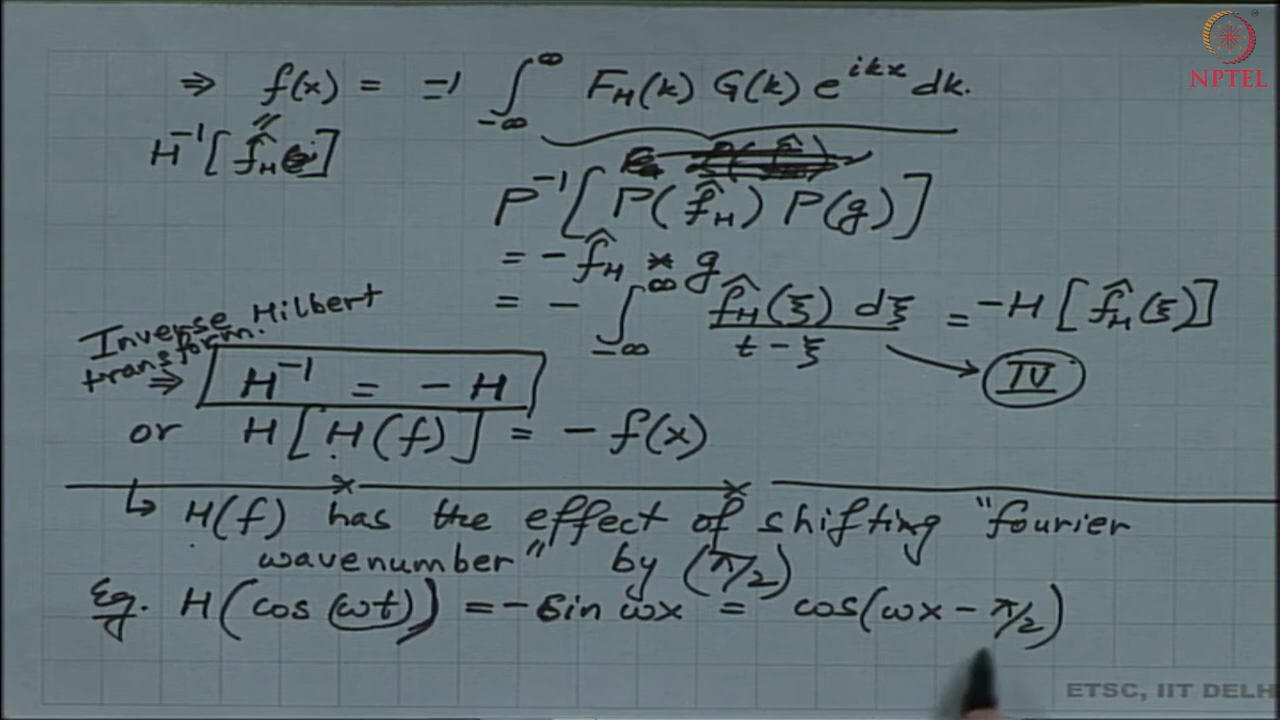 NPTEL
⇒ f(x) = -1 ∫_{-∞}^{∞} F_H(k) G(k) e^{ikx} dk.
H^{-1}[f̂_H]
P^{-1}[P(f̂_H) P(g)]
= - f̂_H * g
= - ∫_{-∞}^{∞} f̂_H(ξ) dξ / (t - ξ) = -H[f̂_H(ξ)]
Inverse Hilbert
transform.
⇒ H^{-1} = - H
IV
or H[H(f)] = - f(x)
↳ H(f) has the effect of shifting "fourier
wavenumber" by (π/2)
Eg. H(cos(ωt)) = - sin ωx = cos(ωx - π/2)
ETSC, IIT DELH